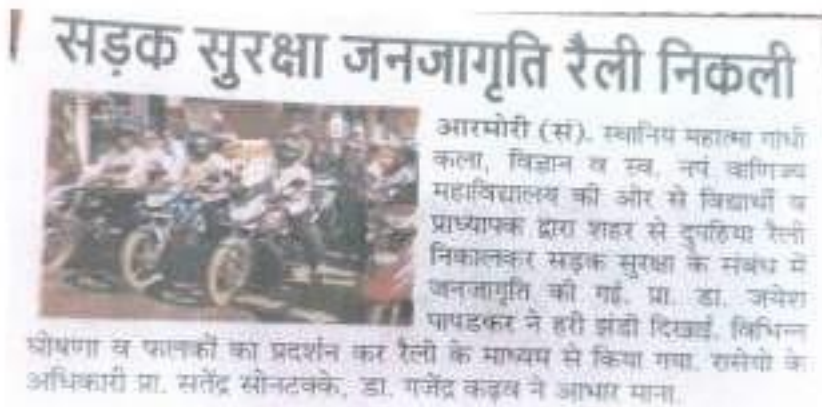 सड़क सुरक्षा जनजागृति रैली निकली
आरमोरी (सं). स्थानिय महात्मा गांधी
कला, विज्ञान व स्व. नपं वाणिज्य
महाविद्यालय की ओर से विद्यार्थी व
प्राध्यापक द्वारा शहर से दुपहिया रैली
निकालकर सड़क सुरक्षा के संबंध में
जनजागृति की गई. प्रा. डा. जयेश
पापडकर ने हरी झंडी दिखाई. विभिन्न
घोषणा व फलकों का प्रदर्शन कर रैली के माध्यम से किया गया. रासेयो के
अधिकारी प्रा. सतेंद्र सोनटक्के, डा. गजेंद्र कढव ने आभार माना.